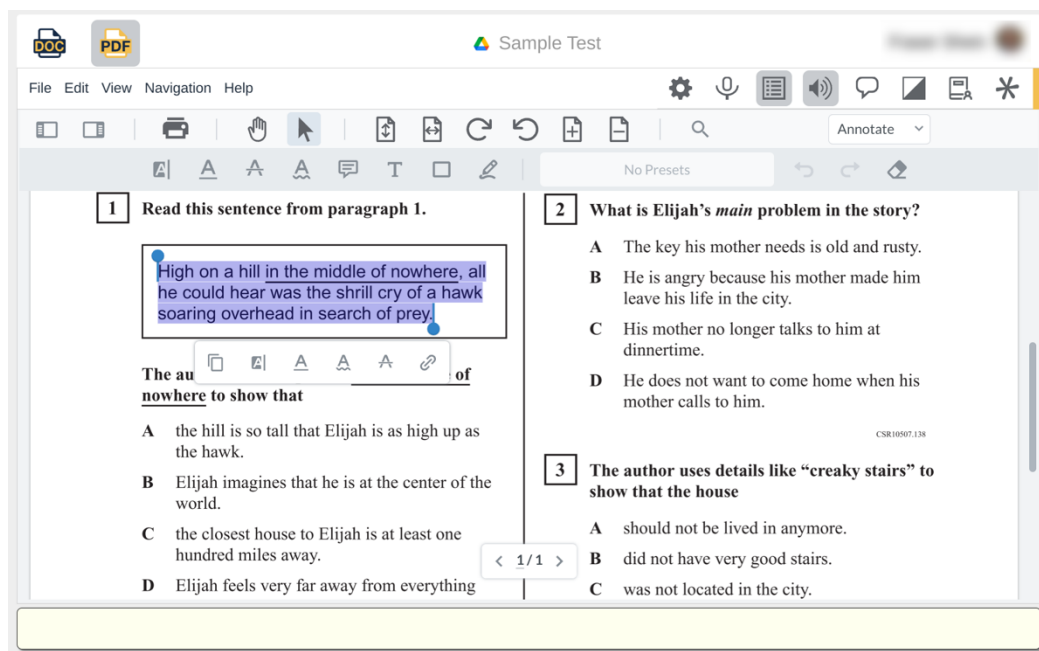 DOC
PDF
Sample Test
File Edit View Navigation Help
Annotate
No Presets
1 Read this sentence from paragraph 1.
High on a hill in the middle of nowhere, all
he could hear was the shrill cry of a hawk
soaring overhead in search of prey.
The au
of
nowhere to show that
A the hill is so tall that Elijah is as high up as
the hawk.
B Elijah imagines that he is at the center of the
world.
C the closest house to Elijah is at least one
hundred miles away.
D Elijah feels very far away from everything
1/1
2 What is Elijah’s main problem in the story?
A The key his mother needs is old and rusty.
B He is angry because his mother made him
leave his life in the city.
C His mother no longer talks to him at
dinnertime.
D He does not want to come home when his
mother calls to him.
CSR10507.138
3 The author uses details like “creaky stairs” to
show that the house
A should not be lived in anymore.
B did not have very good stairs.
C was not located in the city.